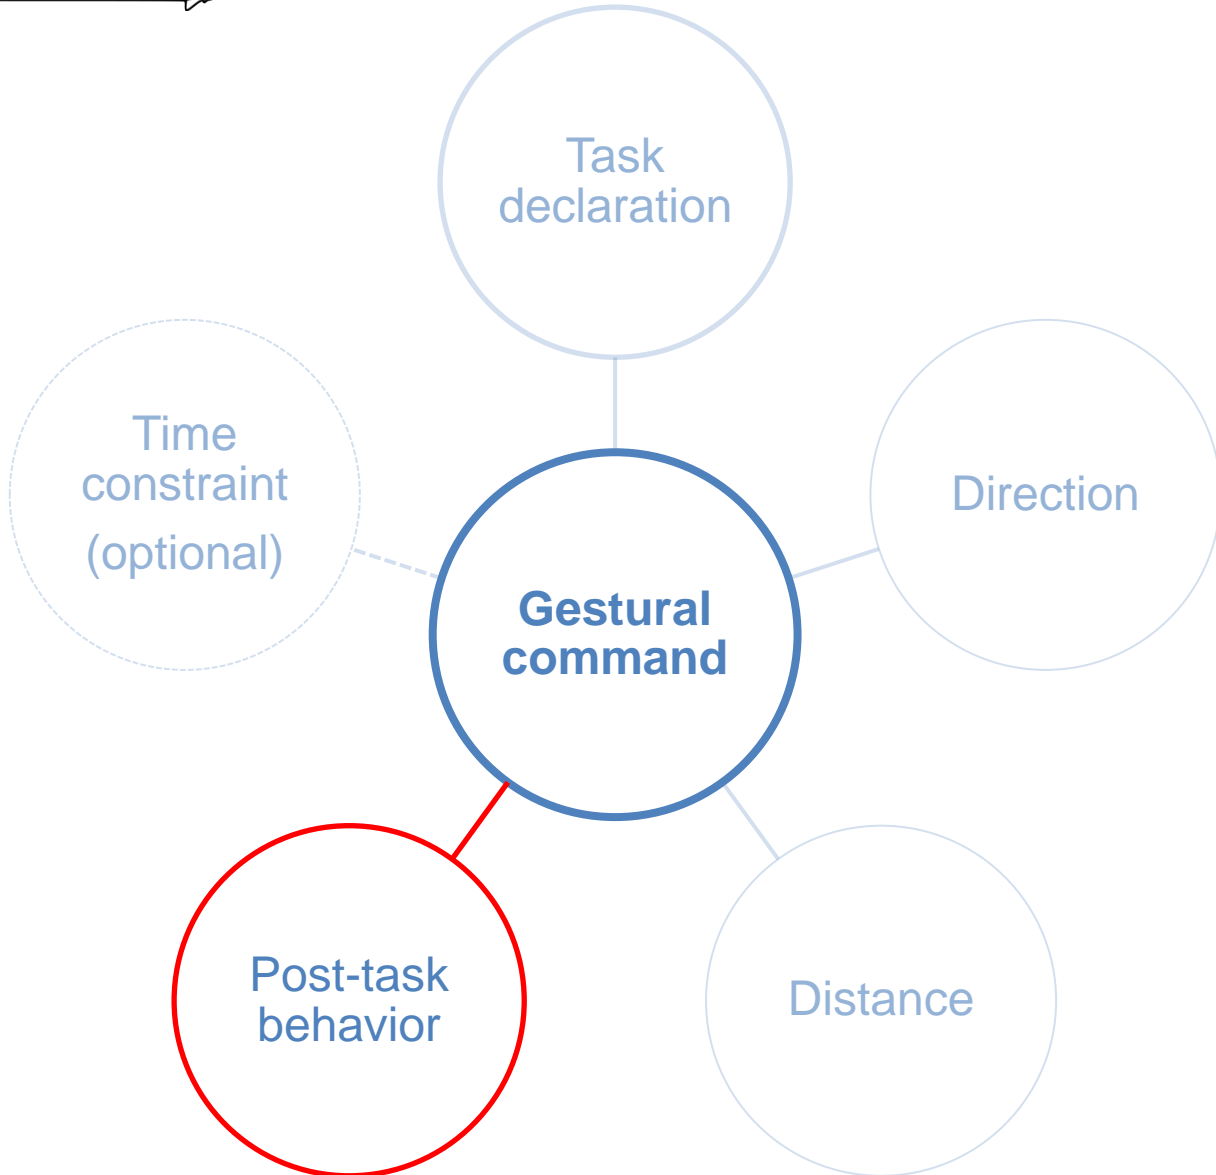 Task
declaration
Time
constraint
(optional)
Direction
Gestural
command
Post-task
behavior
Distance